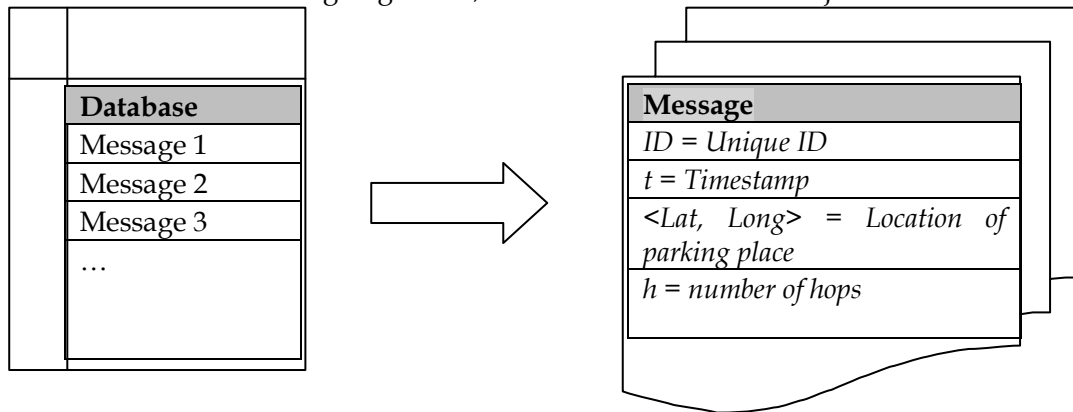 Database
Message 1
Message 2
Message 3
…
Message
ID = Unique ID
t = Timestamp
<Lat, Long> = Location of
parking place
h = number of hops